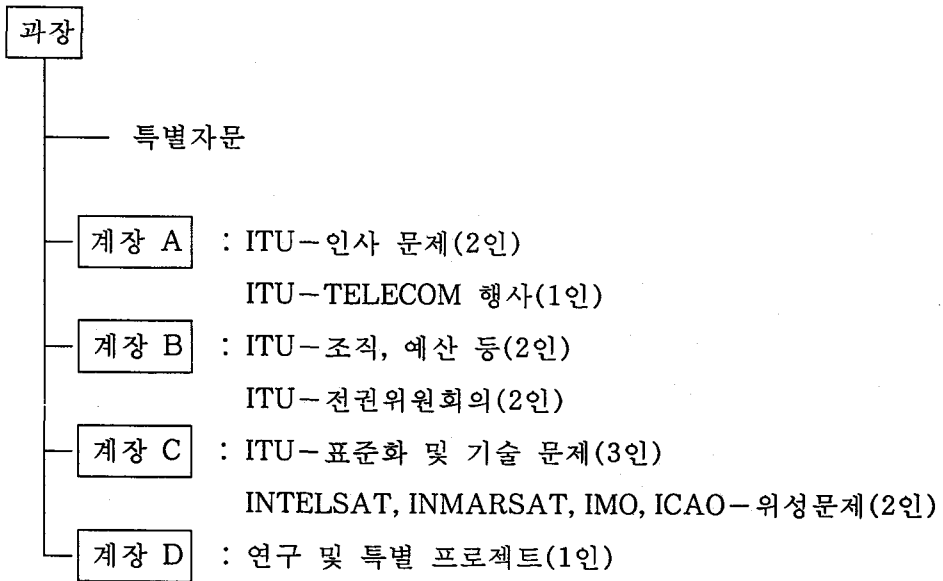 과장
특별자문
계장 A : ITU-인사 문제(2인)
ITU-TELECOM 행사(1인)
계장 B : ITU-조직, 예산 등(2인)
ITU-전권위원회의(2인)
계장 C : ITU-표준화 및 기술 문제(3인)
INTELSAT, INMARSAT, IMO, ICAO-위성문제(2인)
계장 D : 연구 및 특별 프로젝트(1인)